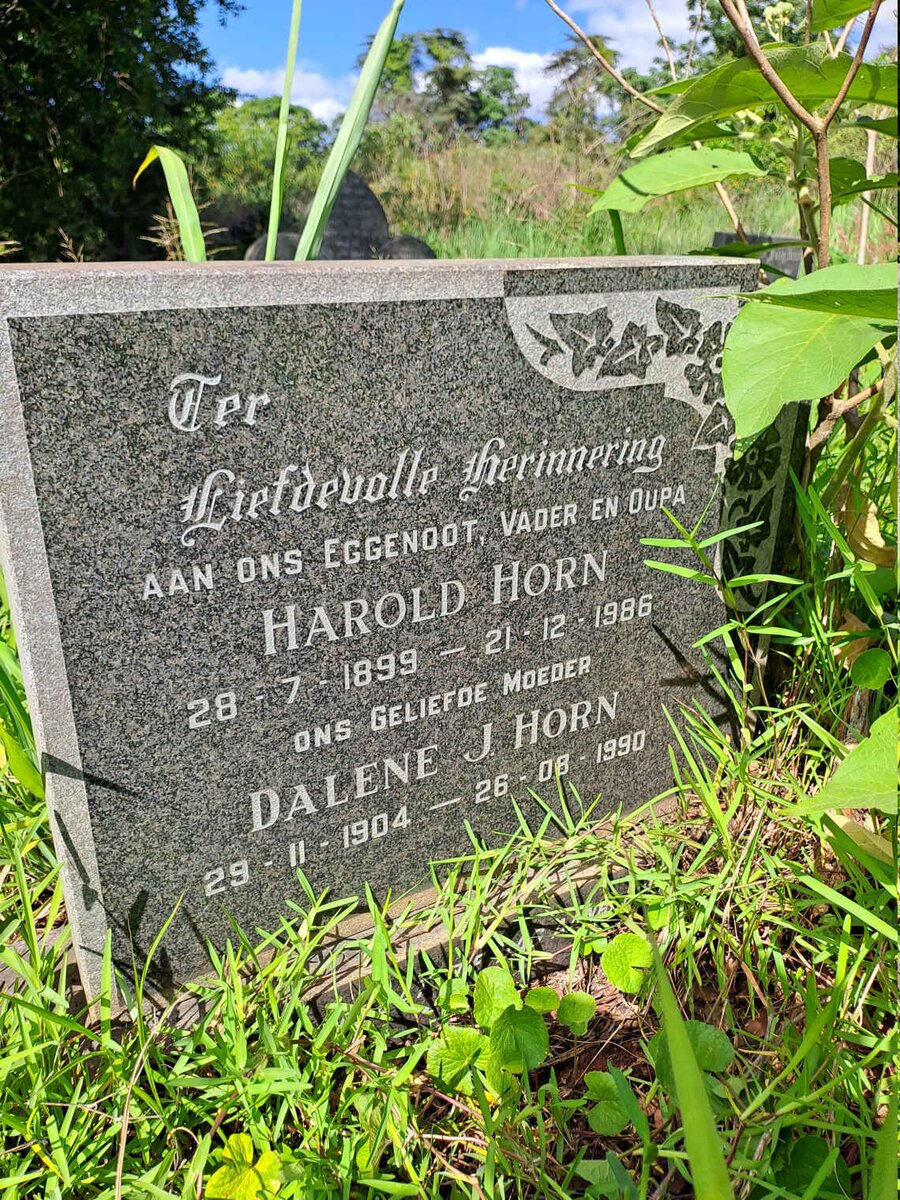 Ter
Liefdevolle Herinnering
AAN ONS EGGENOOT, VADER EN OUPA
HAROLD HORN
28 - 7 - 1899 — 21 - 12 - 1986
ONS GELIEFDE MOEDER
DALENE J. HORN
29 - 11 - 1904 — 26 - 08 - 1990